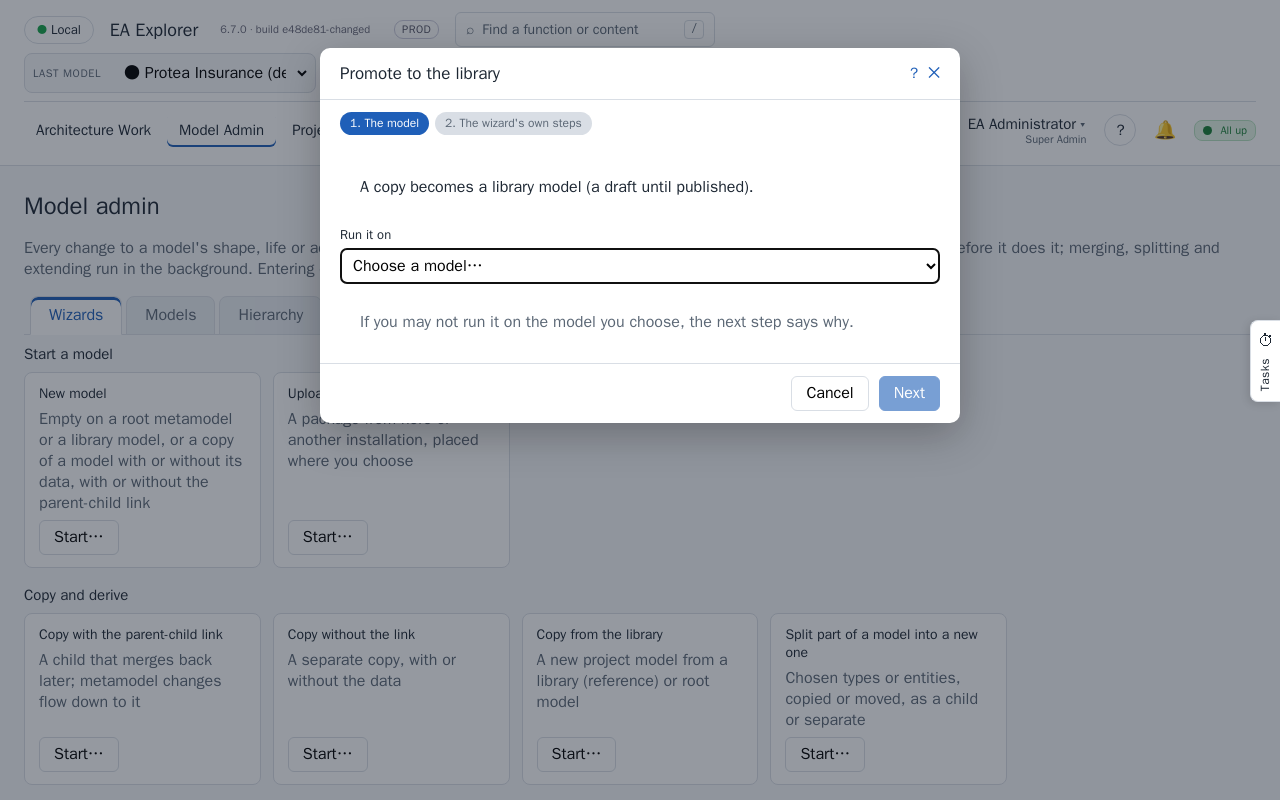 Local
EA Explorer
6.7.0 · build e48de81-changed
PROD
Find a function or content
/
LAST MODEL
Protea Insurance (de
Architecture Work
Model Admin
Proje
EA Administrator
Super Admin
?
All up
Promote to the library
?
1. The model
2. The wizard's own steps
A copy becomes a library model (a draft until published).
Run it on
Choose a model…
If you may not run it on the model you choose, the next step says why.
Cancel
Next
Model admin
Every change to a model's shape, life or
efore it does it; merging, splitting and
extending run in the background. Entering
Wizards
Models
Hierarchy
Tasks
Start a model
New model
Empty on a root metamodel
or a library model, or a copy
of a model with or without its
data, with or without the
parent-child link
Start…
Uploa
another installation, placed
where you choose
Start…
Copy and derive
Copy with the parent-child link
A child that merges back
later; metamodel changes
flow down to it
Start…
Copy without the link
A separate copy, with or
without the data
Start…
Copy from the library
A new project model from a
library (reference) or root
model
Start…
Split part of a model into a new
one
Chosen types or entities,
copied or moved, as a child
or separate
Start…